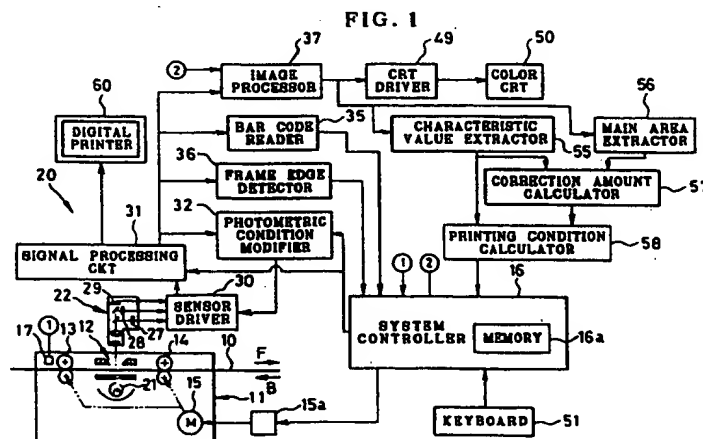 FIG. 1
37 49 50
2 IMAGE PROCESSOR CRT DRIVER COLOR CRT
60 56
DIGITAL PRINTER
35
BAR CODE READER
CHARACTERISTIC VALUE EXTRACTOR
55
MAIN AREA EXTRACTOR
36
20
FRAME EDGE DETECTOR
CORRECTION AMOUNT CALCULATOR
57
31 32
SIGNAL PROCESSING CKT
PHOTOMETRIC CONDITION MODIFIER
PRINTING CONDITION CALCULATOR
58
29 30
22 27 28
SENSOR DRIVER
1 2 16
SYSTEM CONTROLLER
MEMORY
16a
17 1 13 12 14 10 F
B
21 15 11
M 15a
KEYBOARD
51